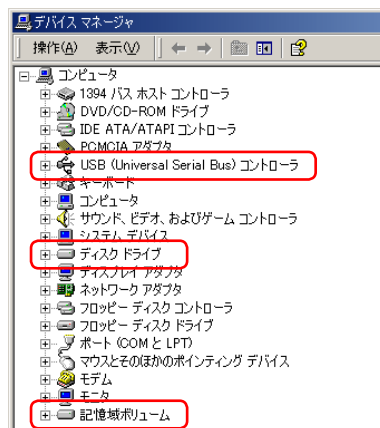 デバイス マネージャ
操作(A) 表示(V)
コンピュータ
1394 バス ホスト コントローラ
DVD/CD-ROM ドライブ
IDE ATA/ATAPI コントローラ
PCMCIA アダプタ
USB (Universal Serial Bus) コントローラ
キーボード
コンピュータ
サウンド、ビデオ、およびゲーム コントローラ
システム デバイス
ディスク ドライブ
ディスプレイ アダプタ
ネットワーク アダプタ
フロッピー ディスク コントローラ
フロッピー ディスク ドライブ
ポート (COM と LPT)
マウスとそのほかのポインティング デバイス
モデム
モニタ
記憶域ボリューム